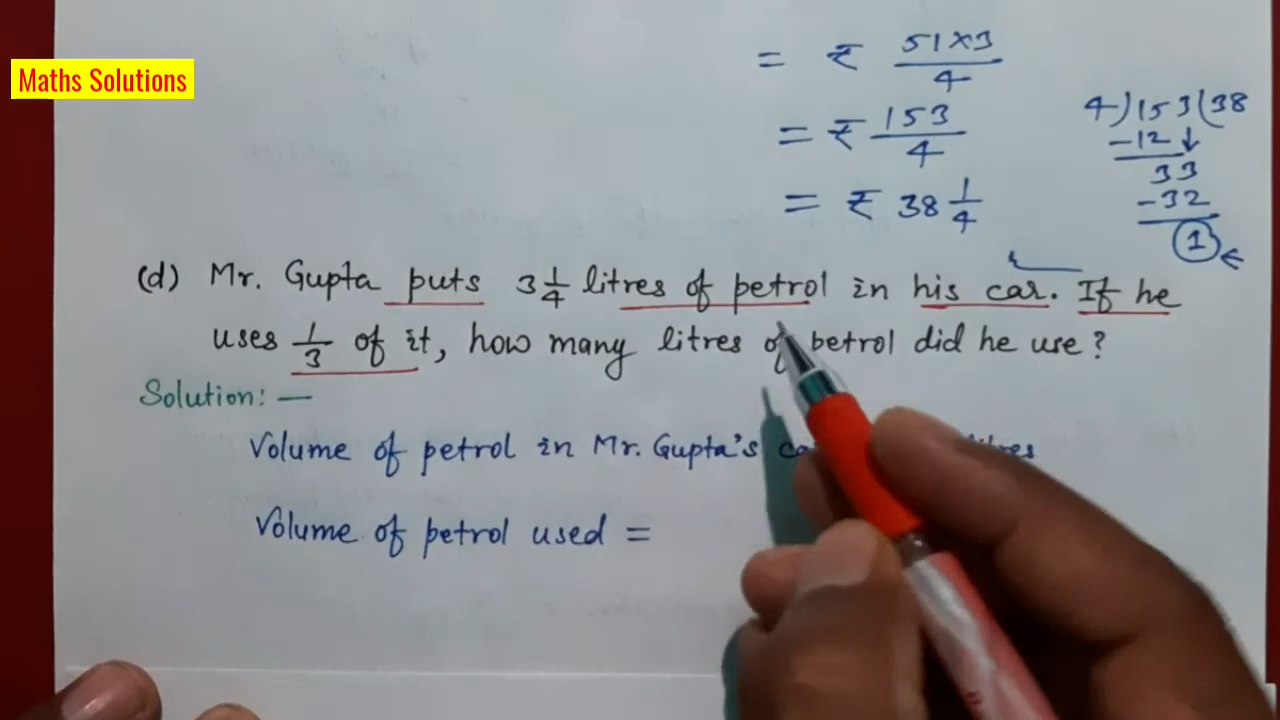 Maths Solutions
= ₹ 51×3/4
= ₹ 153/4
= ₹ 38 1/4
4)153(38
-12↓
33
-32
1
(d) Mr. Gupta puts 3 1/4 litres of petrol in his car. If he
uses 1/3 of it, how many litres of petrol did he use?
Solution: —
Volume of petrol in Mr. Gupta's
Volume of petrol used =